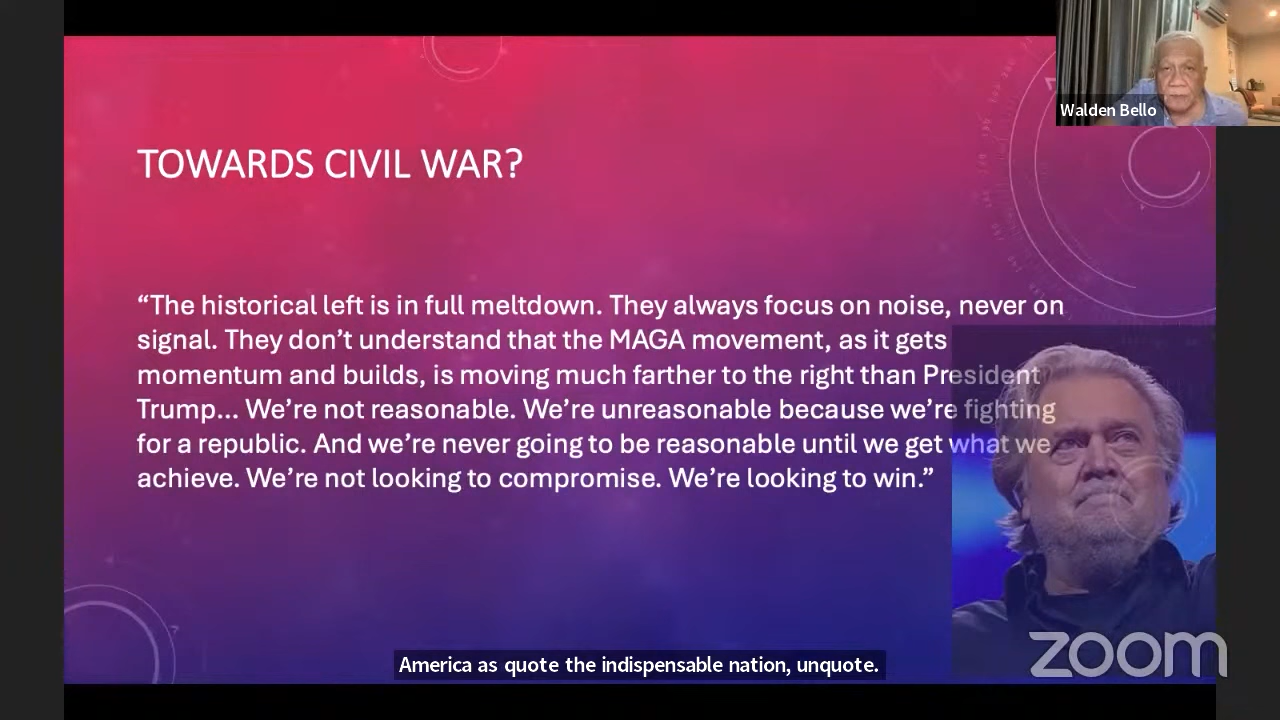 Walden Bello
TOWARDS CIVIL WAR?
“The historical left is in full meltdown. They always focus on noise, never on
signal. They don’t understand that the MAGA movement, as it gets
momentum and builds, is moving much farther to the right than President
Trump... We’re not reasonable. We’re unreasonable because we’re fighting
for a republic. And we’re never going to be reasonable until we get what we
achieve. We’re not looking to compromise. We’re looking to win.”
America as quote the indispensable nation, unquote.
zoom